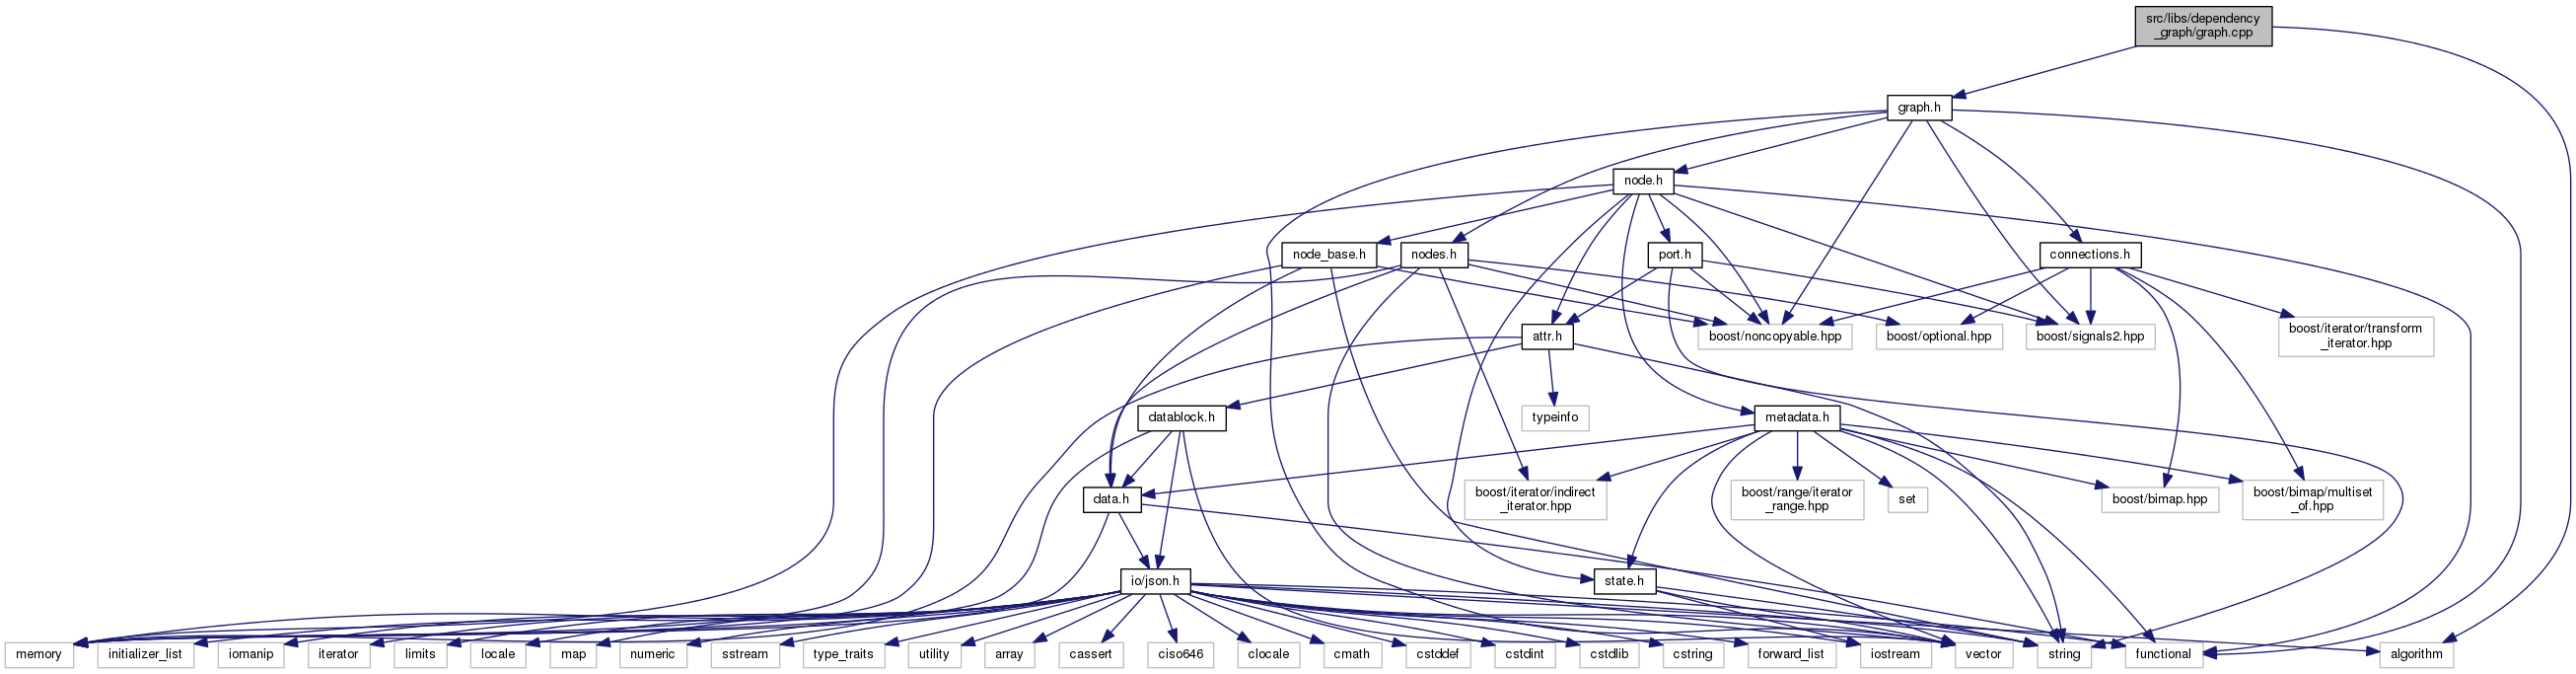 src/libs/dependency
_graph/graph.cpp
graph.h
node.h
node_base.h
nodes.h
port.h
connections.h
attr.h
boost/noncopyable.hpp
boost/optional.hpp
boost/signals2.hpp
boost/iterator/transform
_iterator.hpp
datablock.h
typeinfo
metadata.h
data.h
boost/iterator/indirect
_iterator.hpp
boost/range/iterator
_range.hpp
set
boost/bimap.hpp
boost/bimap/multiset
_of.hpp
io/json.h
state.h
memory
initializer_list
iomanip
iterator
limits
locale
map
numeric
sstream
type_traits
utility
array
cassert
ciso646
clocale
cmath
cstddef
cstdint
cstdlib
cstring
forward_list
iostream
vector
string
functional
algorithm